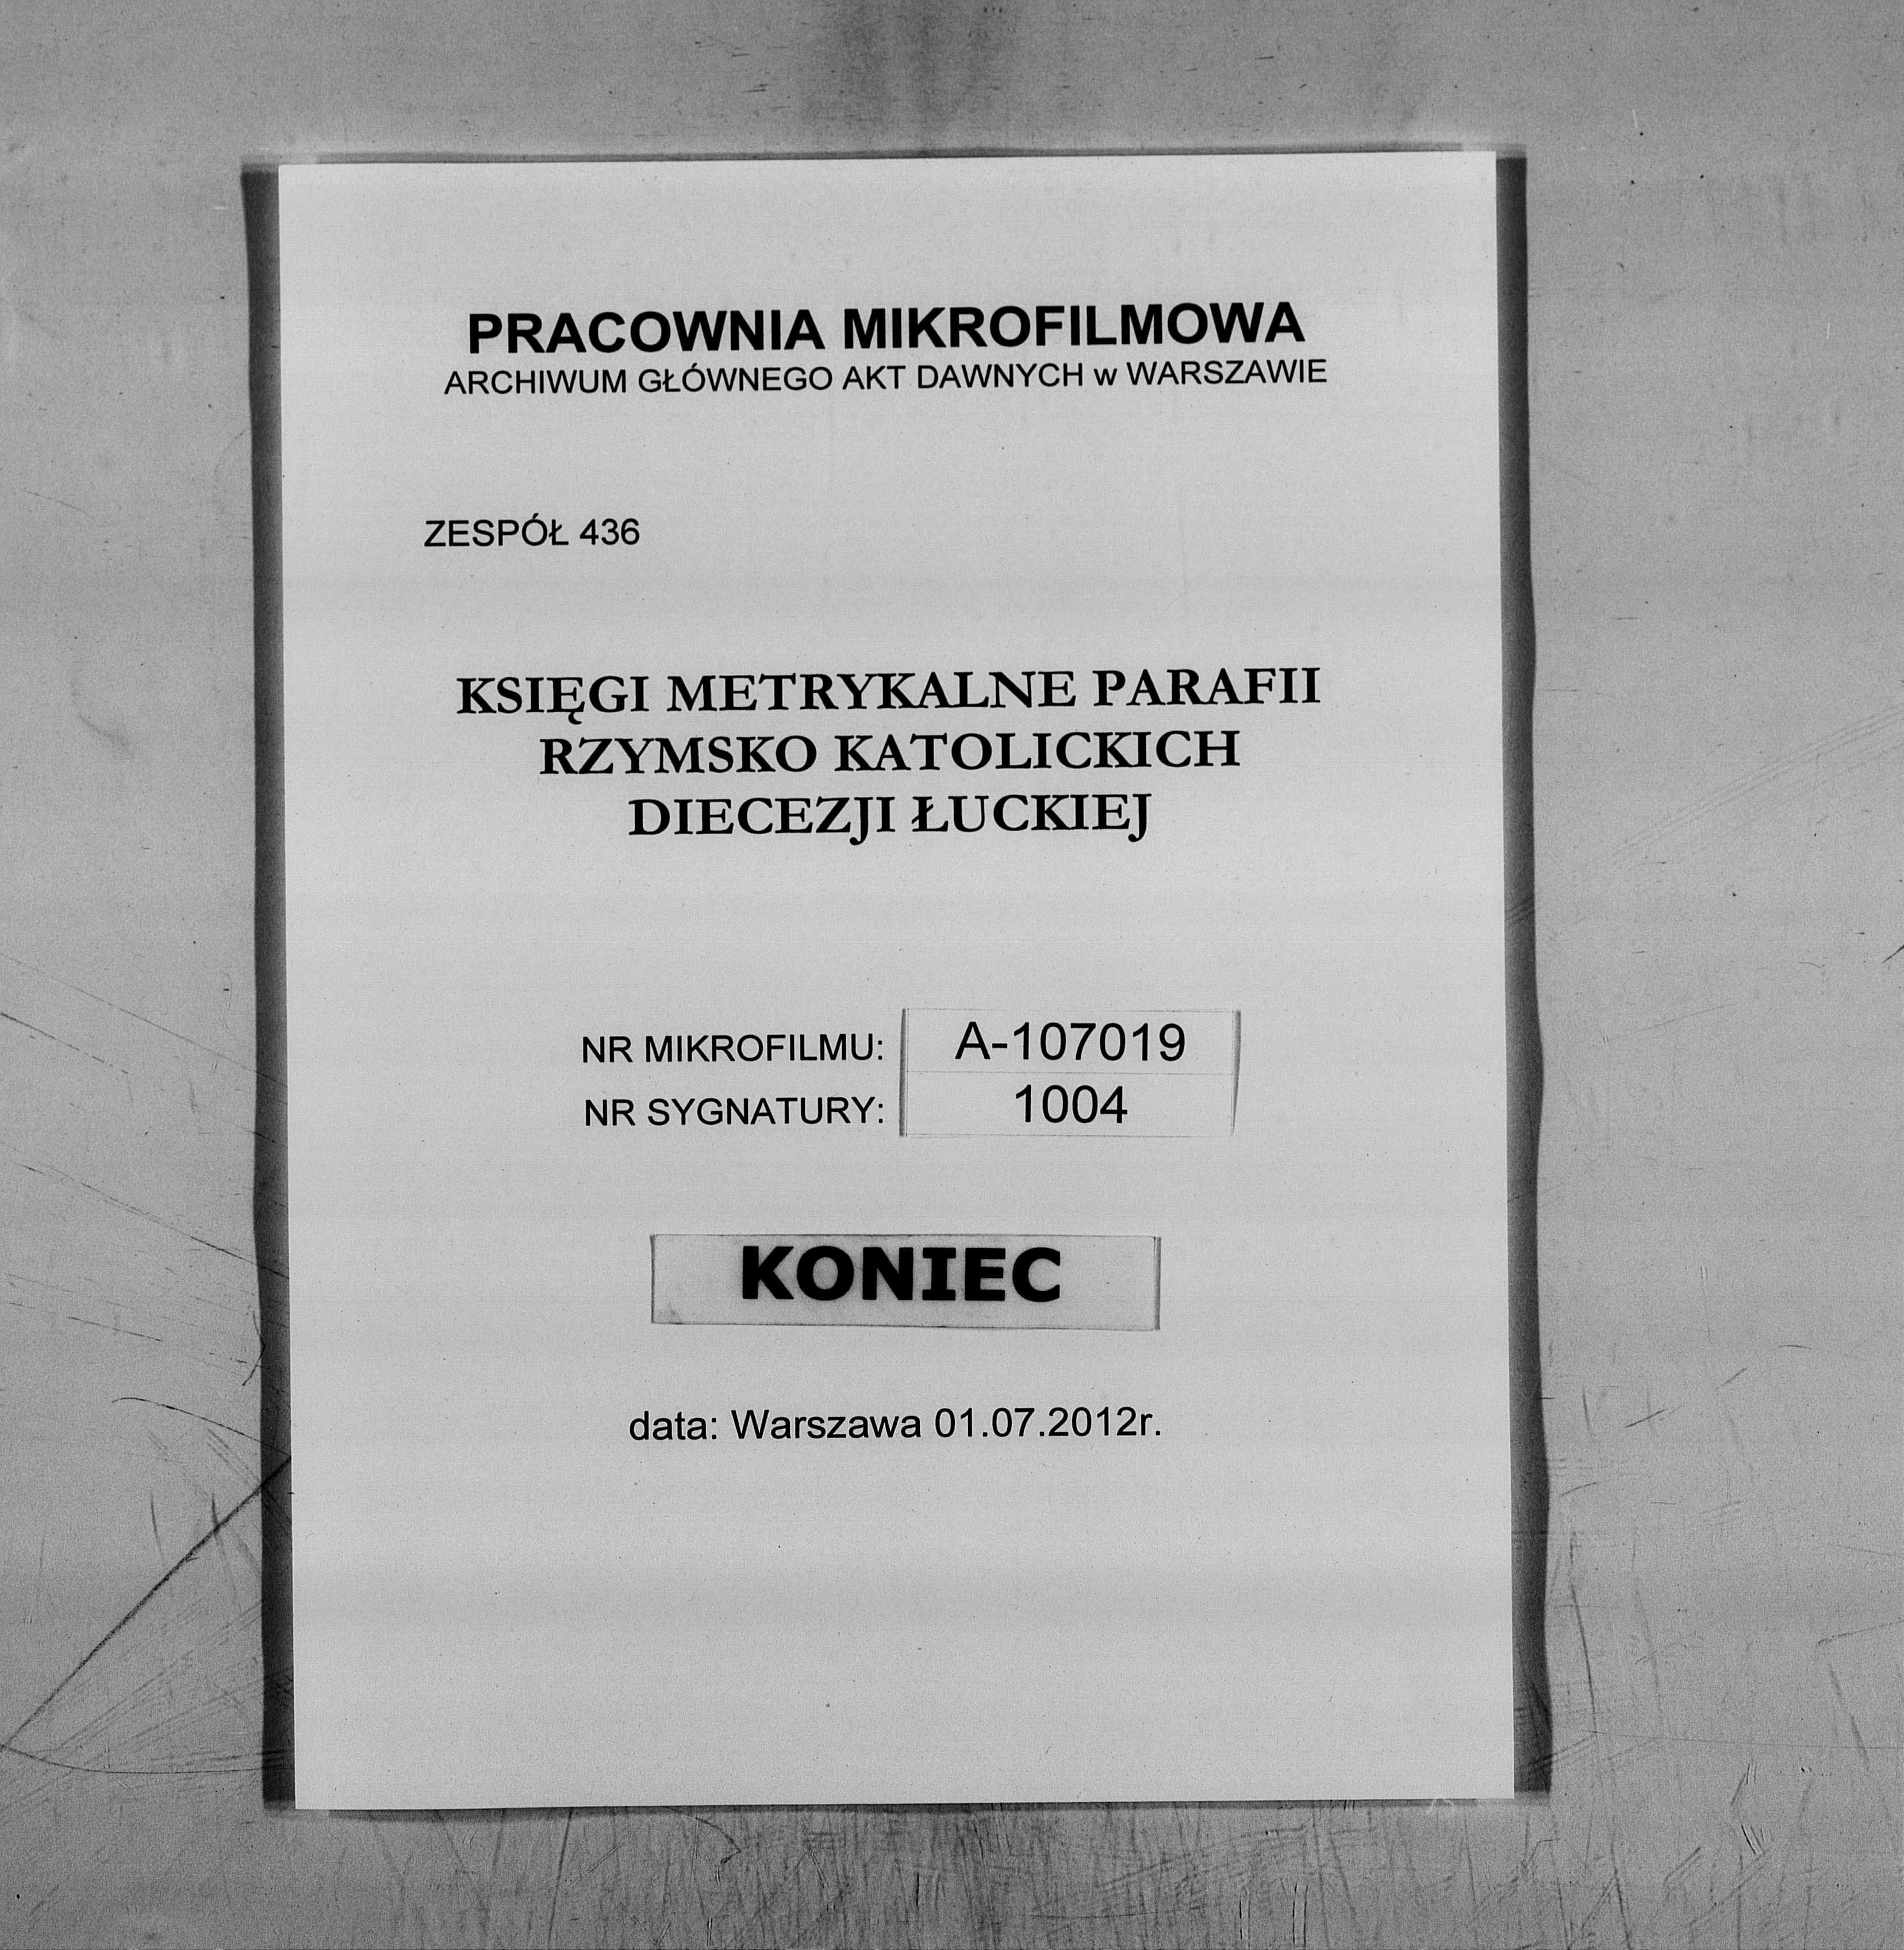 PRACOWNIA MIKROFILMOWA
ARCHIWUM GŁÓWNEGO AKT DAWNYCH w WARSZAWIE
ZESPÓŁ 436
KSIĘGI METRYKALNE PARAFII
RZYMSKO KATOLICKICH
DIECEZJI ŁUCKIEJ
NR MIKROFILMU: A-107019
NR SYGNATURY: 1004
KONIEC
data: Warszawa 01.07.2012r.